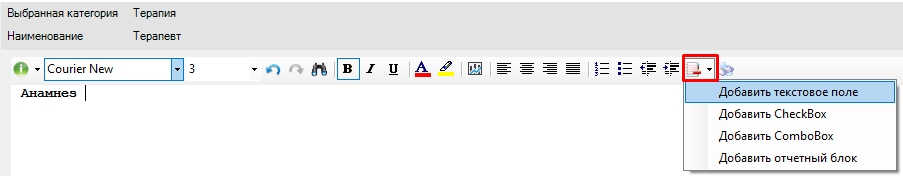 Выбранная категория Терапия
Наименование Терапевт
Courier New 3 B I U A
Анамнез
Добавить текстовое поле
Добавить CheckBox
Добавить ComboBox
Добавить отчетный блок